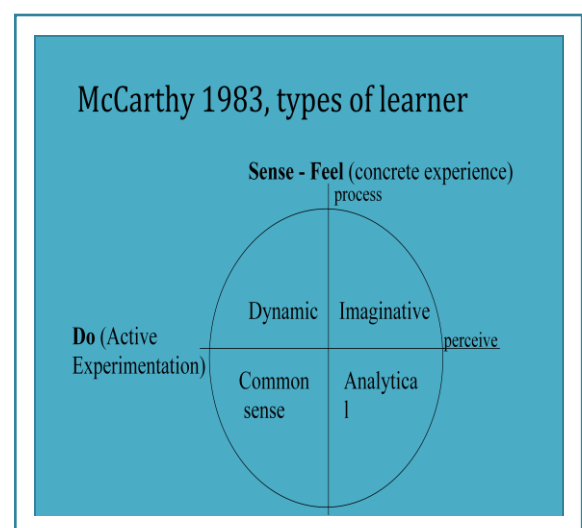 McCarthy 1983, types of learner
Sense - Feel (concrete experience)
process
Dynamic
Imaginative
Do (Active
Experimentation)
perceive
Common
sense
Analytica
l